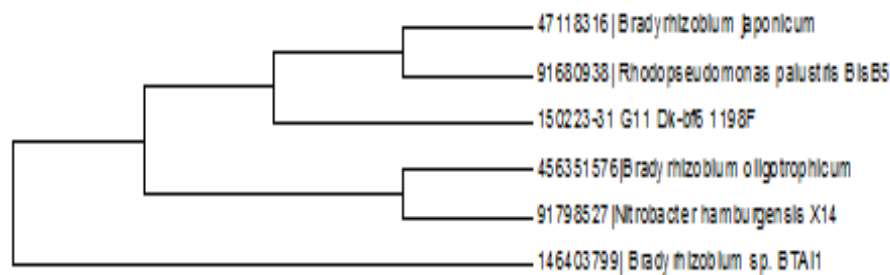 47118316| Bradyrhizobium japonicum
91680938| Rhodopseudomonas palustris BisB5
150223-31 G11 Dk-bf6 1198F
456351576|Bradyrhizobium oligotrophicum
91798527|Nitrobacter hamburgensis X14
146403799| Bradyrhizobium sp. BTAI1